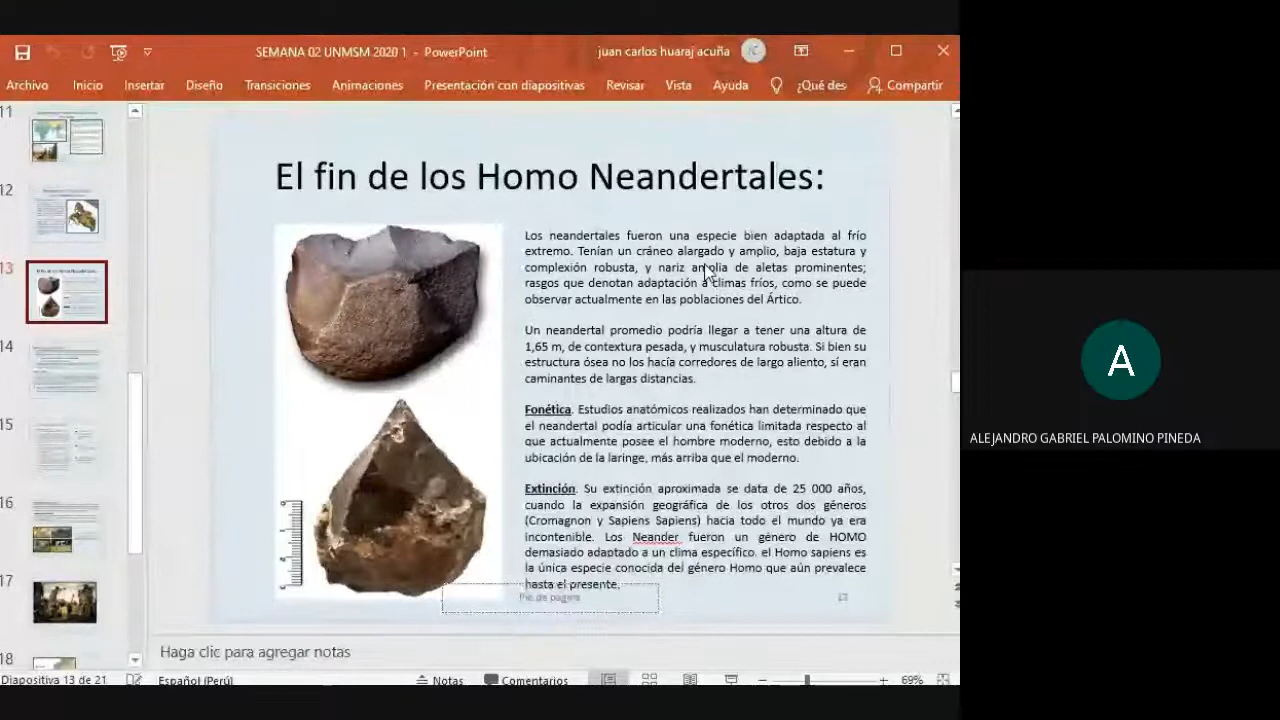 SEMANA 02 UNMSM 2020 1 - PowerPoint
juan carlos huaraj acuña
JC
Archivo Inicio Insertar Diseño Transiciones Animaciones Presentación con diapositivas Revisar Vista Ayuda ¿Qué des Compartir
11
12
13
14
15
16
17
18
El fin de los Homo Neandertales:
Los neandertales fueron una especie bien adaptada al frío
extremo. Tenían un cráneo alargado y amplio, baja estatura y
complexión robusta, y nariz amplia de aletas prominentes;
rasgos que denotan adaptación a climas fríos, como se puede
observar actualmente en las poblaciones del Ártico.
Un neandertal promedio podría llegar a tener una altura de
1,65 m, de contextura pesada, y musculatura robusta. Si bien su
estructura ósea no los hacía corredores de largo aliento, sí eran
caminantes de largas distancias.
Fonética. Estudios anatómicos realizados han determinado que
el neandertal podía articular una fonética limitada respecto al
que actualmente posee el hombre moderno, esto debido a la
ubicación de la laringe, más arriba que el moderno.
Extinción. Su extinción aproximada se data de 25 000 años,
cuando la expansión geográfica de los otros dos géneros
(Cromagnon y Sapiens Sapiens) hacia todo el mundo ya era
incontenible. Los Neander fueron un género de HOMO
demasiado adaptado a un clima específico. el Homo sapiens es
la única especie conocida del género Homo que aún prevalece
hasta el presente.
Pie de página
13
Haga clic para agregar notas
Diapositiva 13 de 21 Español (Perú) Notas Comentarios 69%
A
ALEJANDRO GABRIEL PALOMINO PINEDA